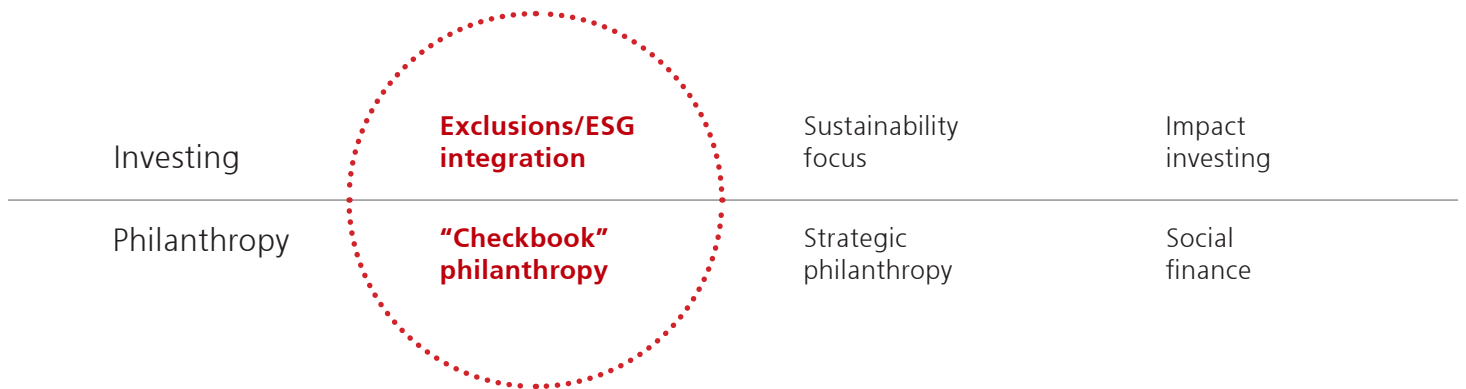 Investing
Exclusions/ESG
integration
Sustainability
focus
Impact
investing
Philanthropy
“Checkbook”
philanthropy
Strategic
philanthropy
Social
finance